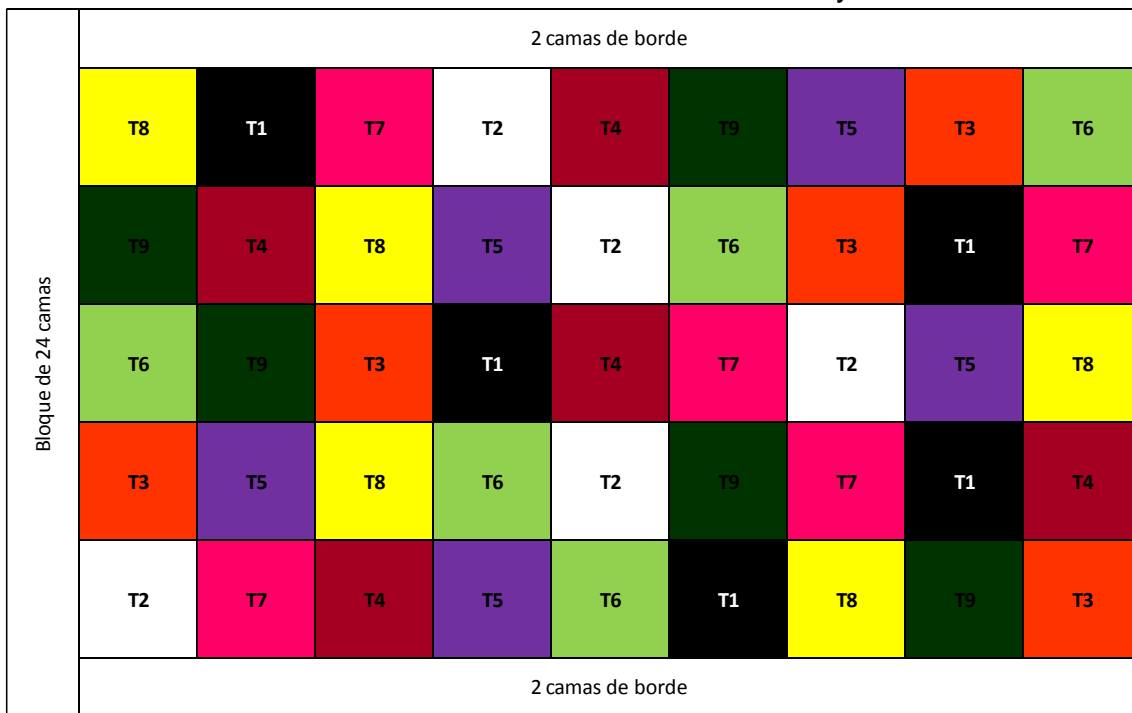 2 camas de borde
T8 T1 T7 T2 T4 T9 T5 T3 T6
T9 T4 T8 T5 T2 T6 T3 T1 T7
Bloque de 24 camas
T6 T9 T3 T1 T4 T7 T2 T5 T8
T3 T5 T8 T6 T2 T9 T7 T1 T4
T2 T7 T4 T5 T6 T1 T8 T9 T3
2 camas de borde